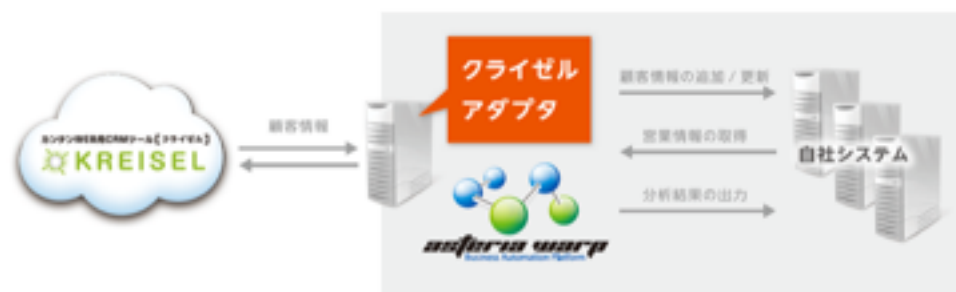 カンタンWEB型CRMツール【クライゼル】
KREISEL
顧客情報
クライゼル
アダプタ
asteria warp
Business Automation Platform
顧客情報の追加 / 更新
営業情報の取得
分析結果の出力
自社システム